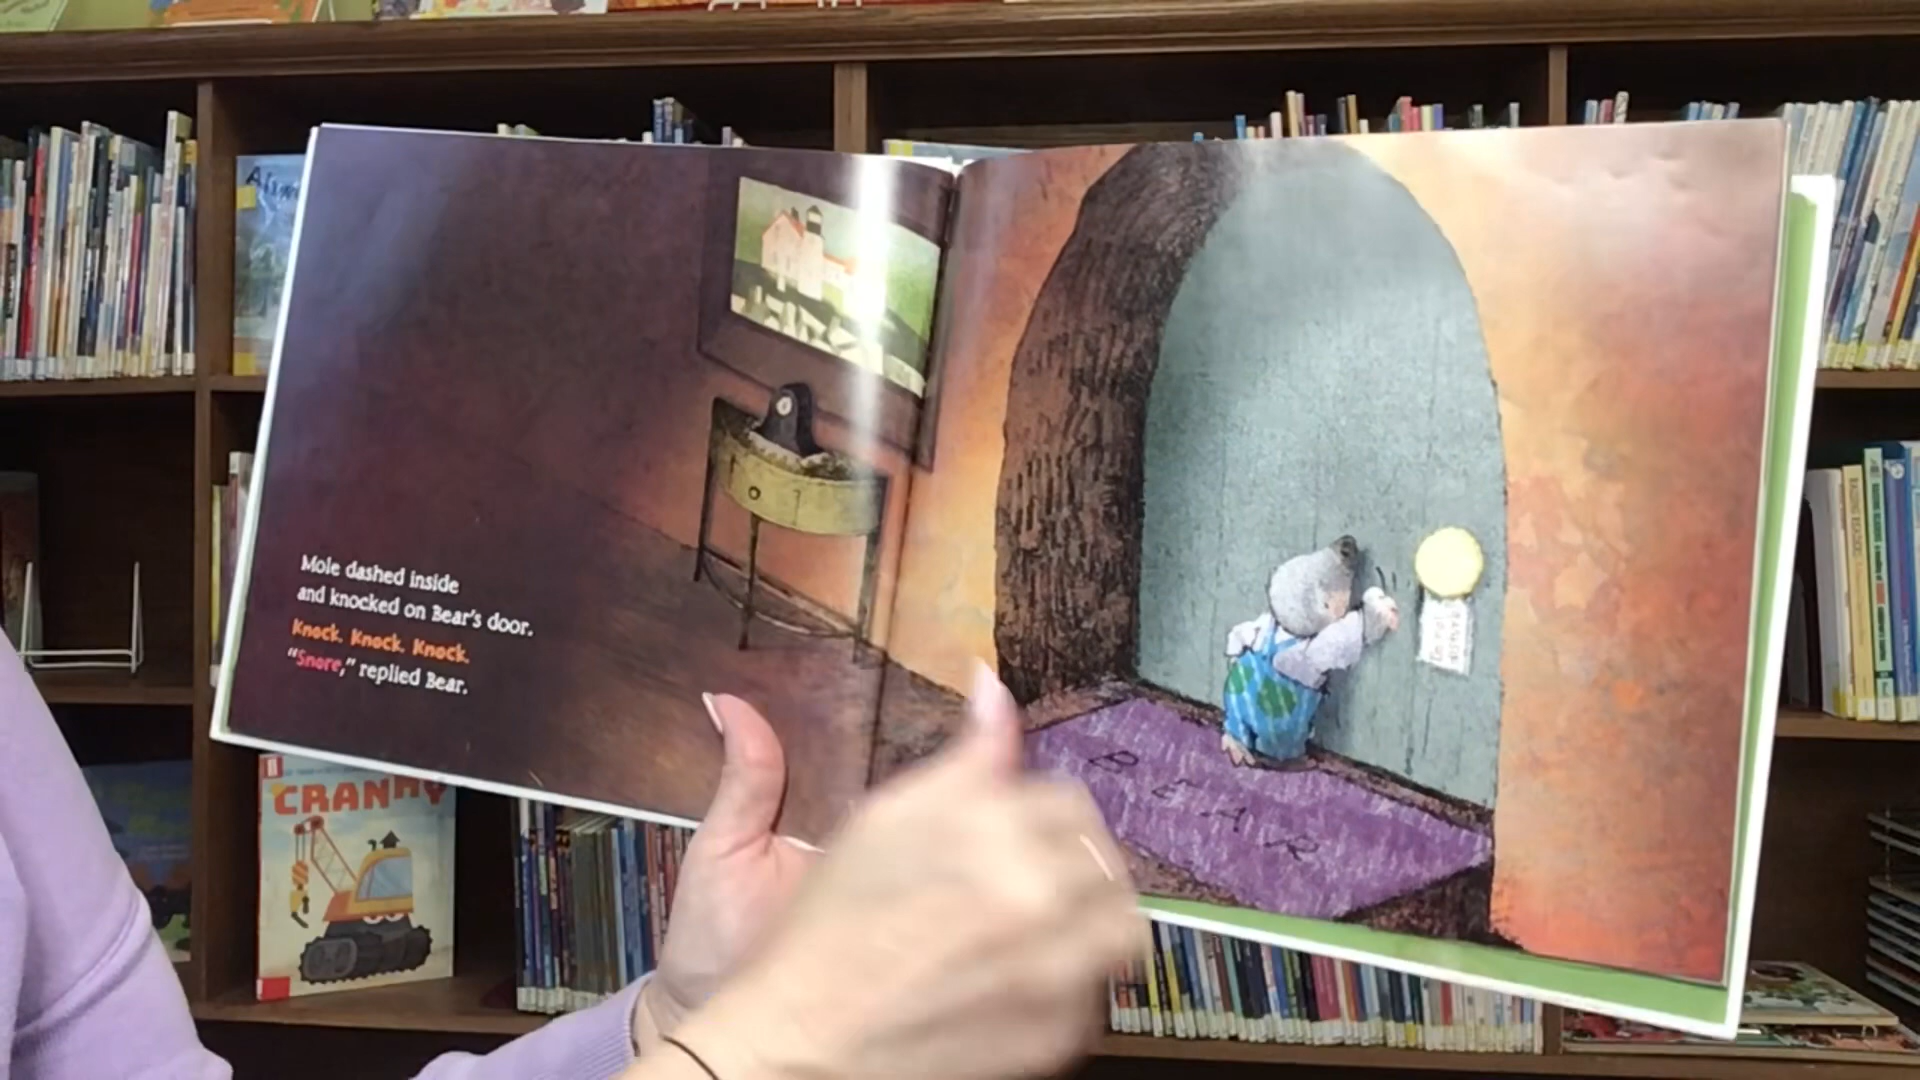 Mole dashed inside
and knocked on Bear's door.
Knock. Knock. Knock.
"Snore," replied Bear.
BEAR
CRANKY